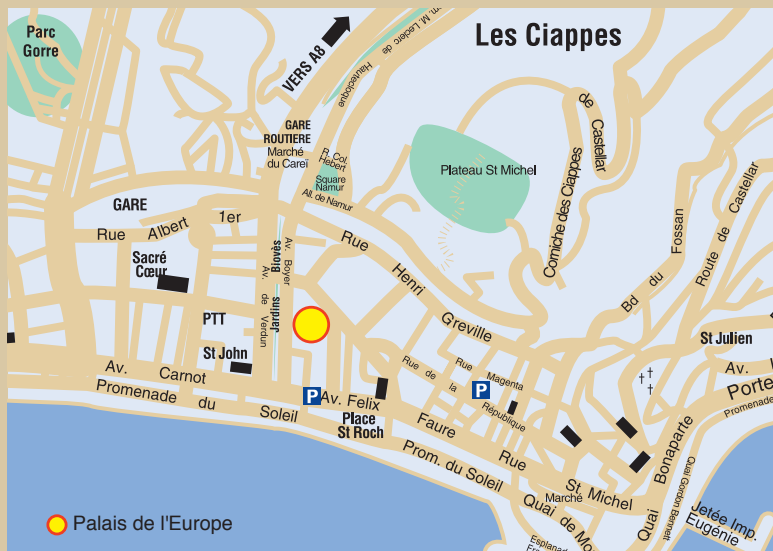 Parc
Gorre
VERS A8
m. M. Leclerc de
Hauteclocque
Les Ciappes
GARE
ROUTIERE
Marché
du Careï
R. Col.
Hebert
Square
Namur
All. de Namur
Plateau St Michel
Corniche des Ciappes
de Castellar
GARE
Rue Albert 1er
Sacré
Cœur
Av. Boyer
Jardins Biovès
Av. de Verdun
Rue Henri Greville
Bd du Fossan
Route de Castellar
PTT
St John
St Julien
Av. Carnot
Promenade du Soleil
P
Av. Felix Faure
Place
St Roch
Rue de la République
Rue Magenta
P
Av.
Porte
Promenade
Prom. du Soleil
Rue St Michel
Marché
Quai de Mo
Quai Bonaparte
Quai Gordon Bennett
Jetée Imp.
Eugénie
Esplana
Palais de l'Europe